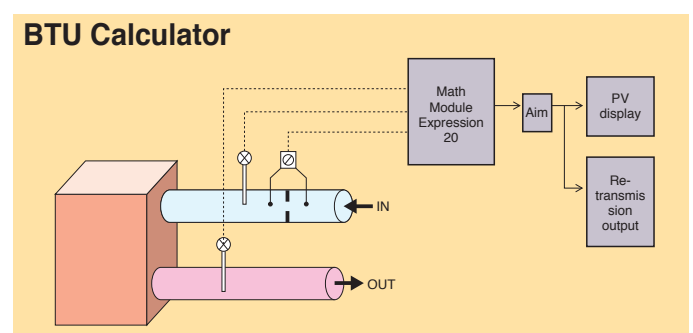 BTU Calculator
Math
Module
Expression
20
Aim
PV
display
Re-
transmis
sion
output
IN
OUT